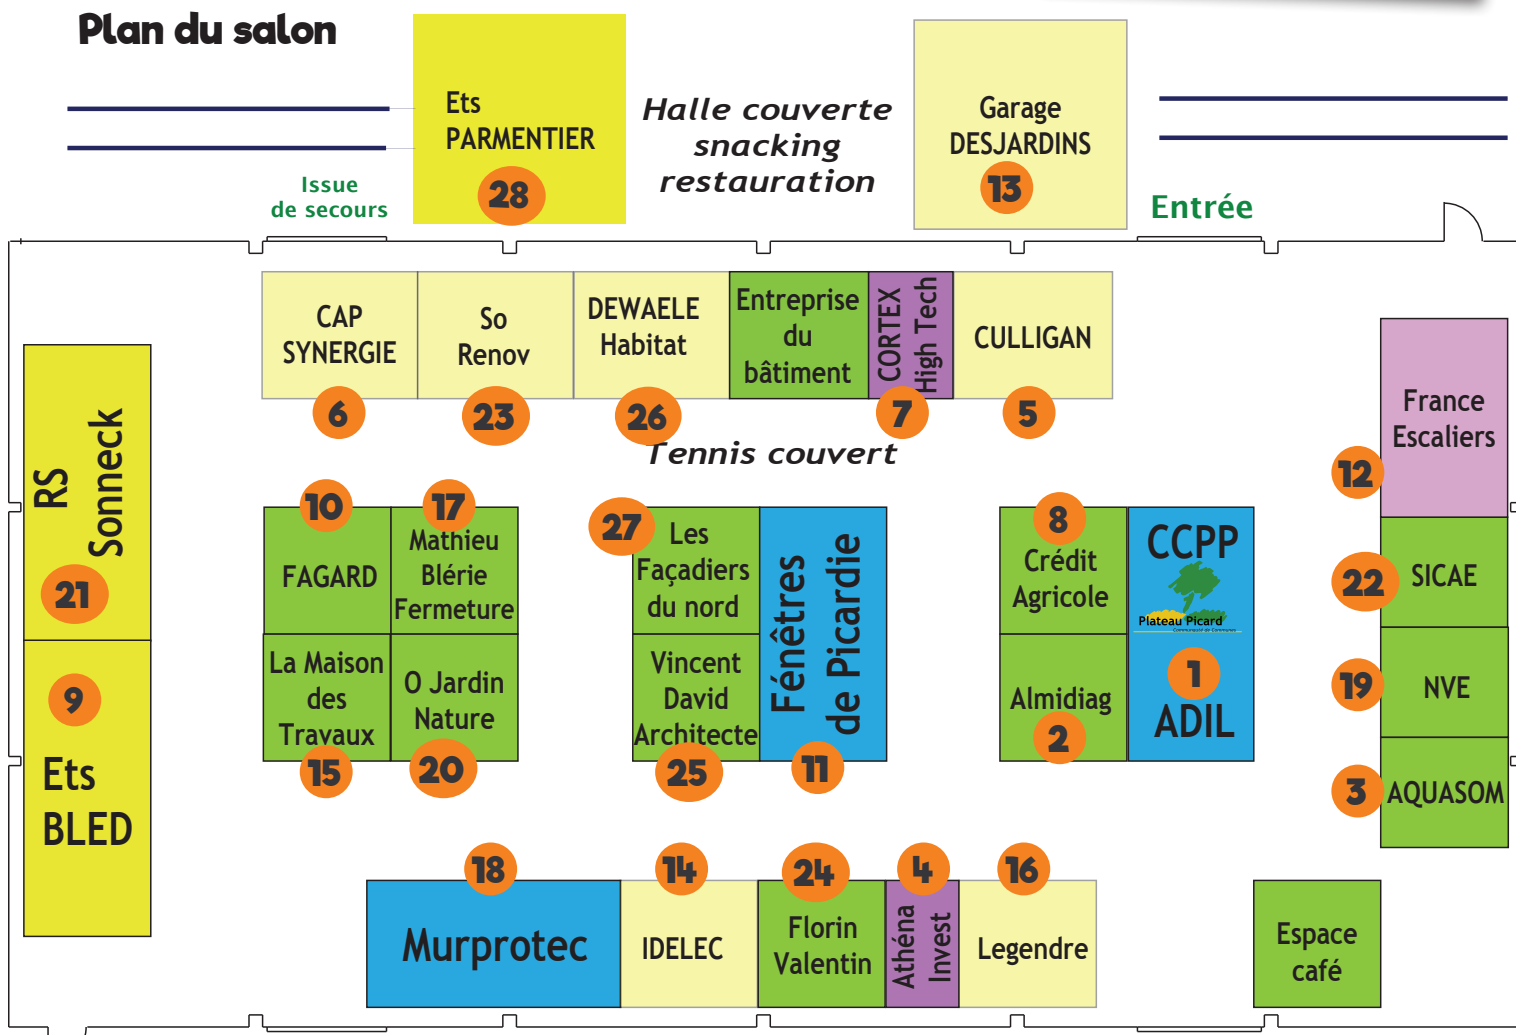 Plan du salon
Ets
PARMENTIER
28
Halle couverte
snacking
restauration
Garage
DESJARDINS
13
Issue
de secours
Entrée
CAP
SYNERGIE
6
So
Renov
23
DEWAELE
Habitat
26
Entreprise
du
bâtiment
CORTEX
High Tech
7
CULLIGAN
5
Tennis couvert
RS
Sonneck
21
9
Ets
BLED
10
FAGARD
17
Mathieu
Blérie
Fermeture
La Maison
des
Travaux
15
O Jardin
Nature
20
27
Les
Façadiers
du nord
Vincent
David
Architecte
25
Fénêtres
de Picardie
11
8
Crédit
Agricole
Almidiag
2
CCPP
Plateau Picard
Communauté de Communes
1
ADIL
France
Escaliers
12
22
SICAE
19
NVE
3
AQUASOM
18
Murprotec
14
IDELEC
24
Florin
Valentin
4
Athéna
Invest
16
Legendre
Espace
café